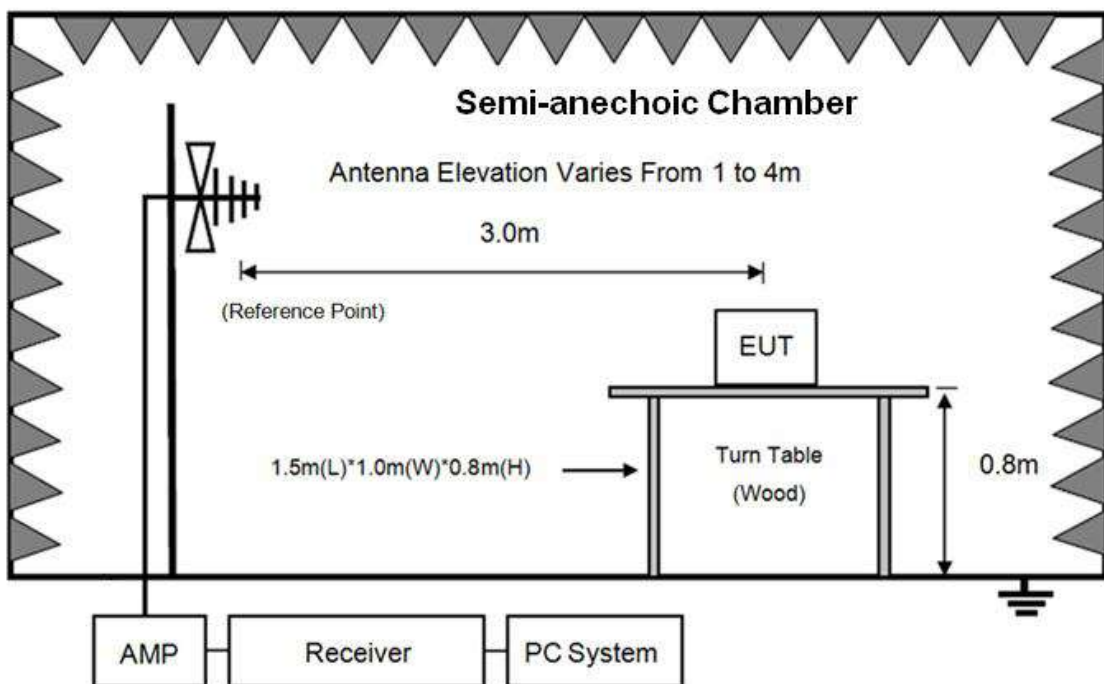 Semi-anechoic Chamber
Antenna Elevation Varies From 1 to 4m
3.0m
(Reference Point)
EUT
1.5m(L)*1.0m(W)*0.8m(H)
Turn Table
(Wood)
0.8m
AMP
Receiver
PC System